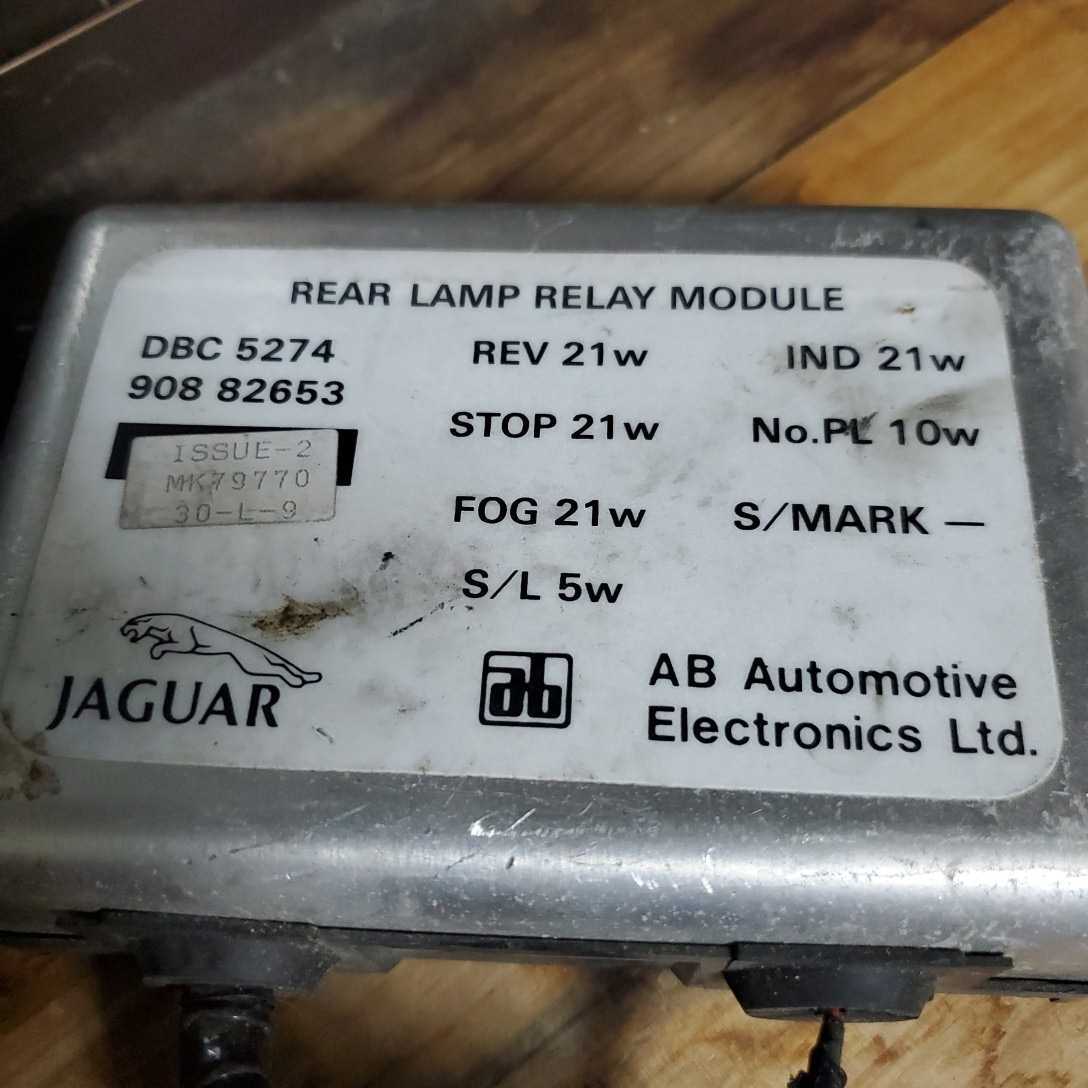 REAR LAMP RELAY MODULE
DBC 5274
908 82653
ISSUE-2
MK79770
30-L-9
REV 21w
IND 21w
STOP 21w
No.PL 10w
FOG 21w
S/MARK —
S/L 5w
JAGUAR
ab
AB Automotive
Electronics Ltd.